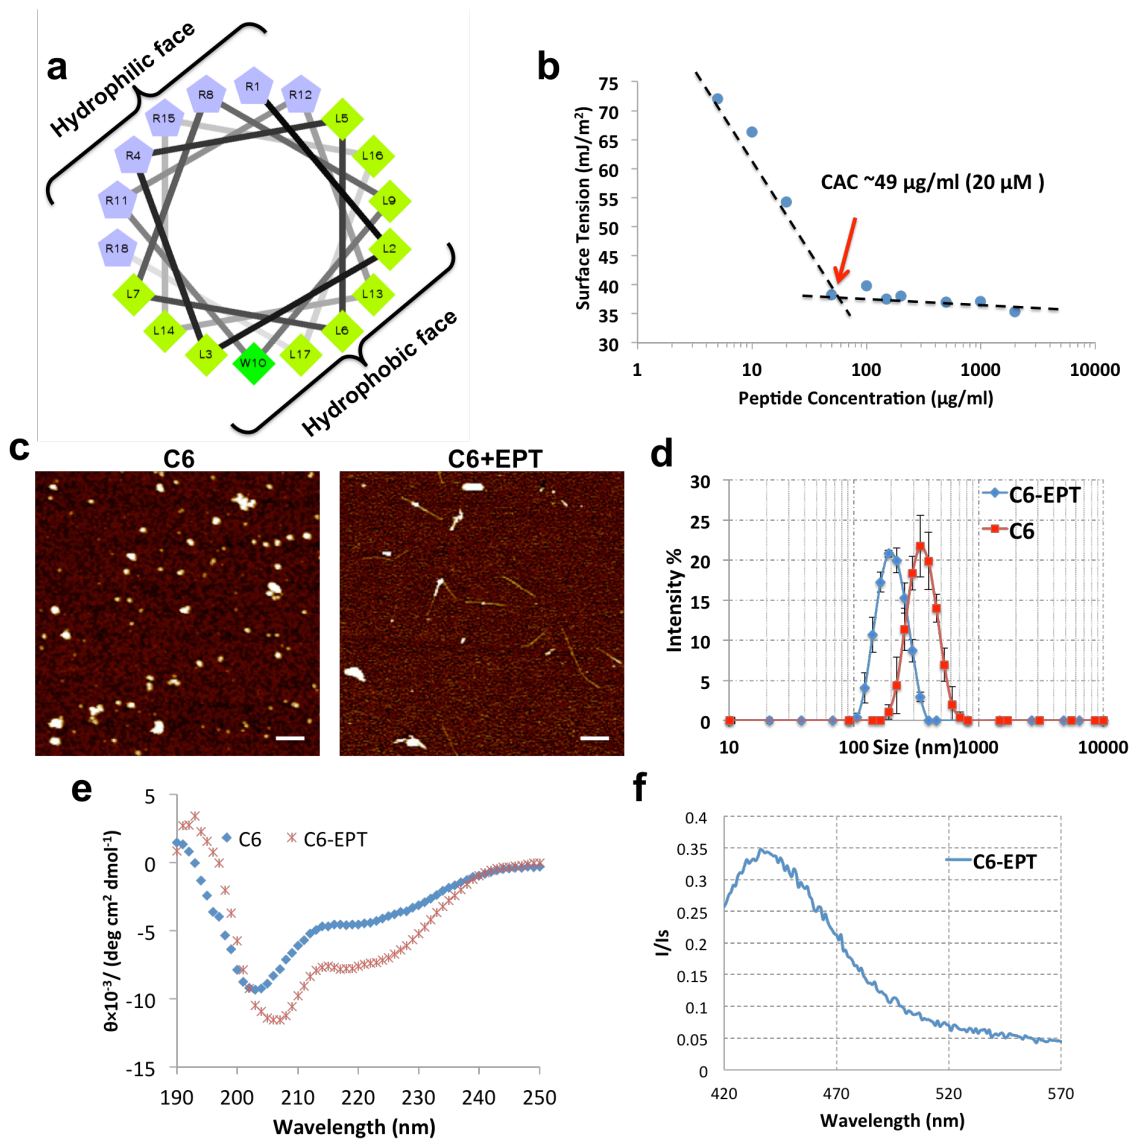 a
Hydrophilic face
R1
R12
R8
R15
L5
R4
L16
R11
L9
R18
L2
L7
L13
L14
L6
L3
W10
L17
Hydrophobic face
b
75
70
65
60
55
50
45
40
35
30
Surface Tension (mJ/m²)
CAC ~49 µg/ml (20 µM )
1
10
100
1000
10000
Peptide Concentration (µg/ml)
c
C6
C6+EPT
d
30
25
20
15
10
5
0
Intensity %
C6-EPT
C6
10
100
Size (nm)
1000
10000
e
5
0
-5
-10
-15
θ×10⁻³/ (deg cm² dmol⁻¹)
C6
C6-EPT
190
200
210
220
230
240
250
Wavelength (nm)
f
0.4
0.35
0.3
0.25
0.2
0.15
0.1
0.05
0
I/Is
C6-EPT
420
470
520
570
Wavelength (nm)